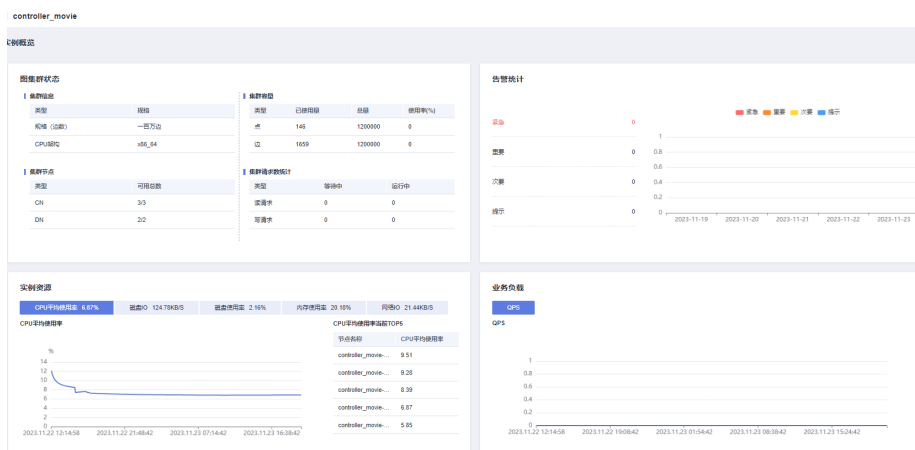 controller_movie
实例概览
图集群状态
集群信息
类型 规格
规格（边数） 一百万边
CPU架构 x86_64
集群节点
类型 可用总数
CN 3/3
DN 2/2
集群容量
类型 已使用量 总量 使用率(%)
点 146 1200000 0
边 1659 1200000 0
集群请求数统计
类型 等待中 运行中
读请求 0 0
写请求 0 0
告警统计
紧急 0
重要 0
次要 0
提示 0
紧急 重要 次要 提示
1
0.8
0.6
0.4
0.2
0
2023-11-19 2023-11-20 2023-11-21 2023-11-22 2023-11-23
实例资源
CPU平均使用率 6.87% 磁盘IO 124.78KB/S 磁盘使用率 2.16% 内存使用率 20.18% 网络IO 21.44KB/S
CPU平均使用率
%
14
12
10
8
6
4
2
0
2023.11.22 12:14:58 2023.11.22 21:48:42 2023.11.23 07:14:42 2023.11.23 16:38:42
CPU平均使用率当前TOP5
节点名称 CPU平均使用率
controller_movie-... 9.51
controller_movie-... 9.28
controller_movie-... 8.39
controller_movie-... 6.87
controller_movie-... 5.85
业务负载
QPS
QPS
1
0.8
0.6
0.4
0.2
0
2023.11.22 12:14:58 2023.11.22 19:08:42 2023.11.23 01:54:42 2023.11.23 08:38:42 2023.11.23 15:24:42